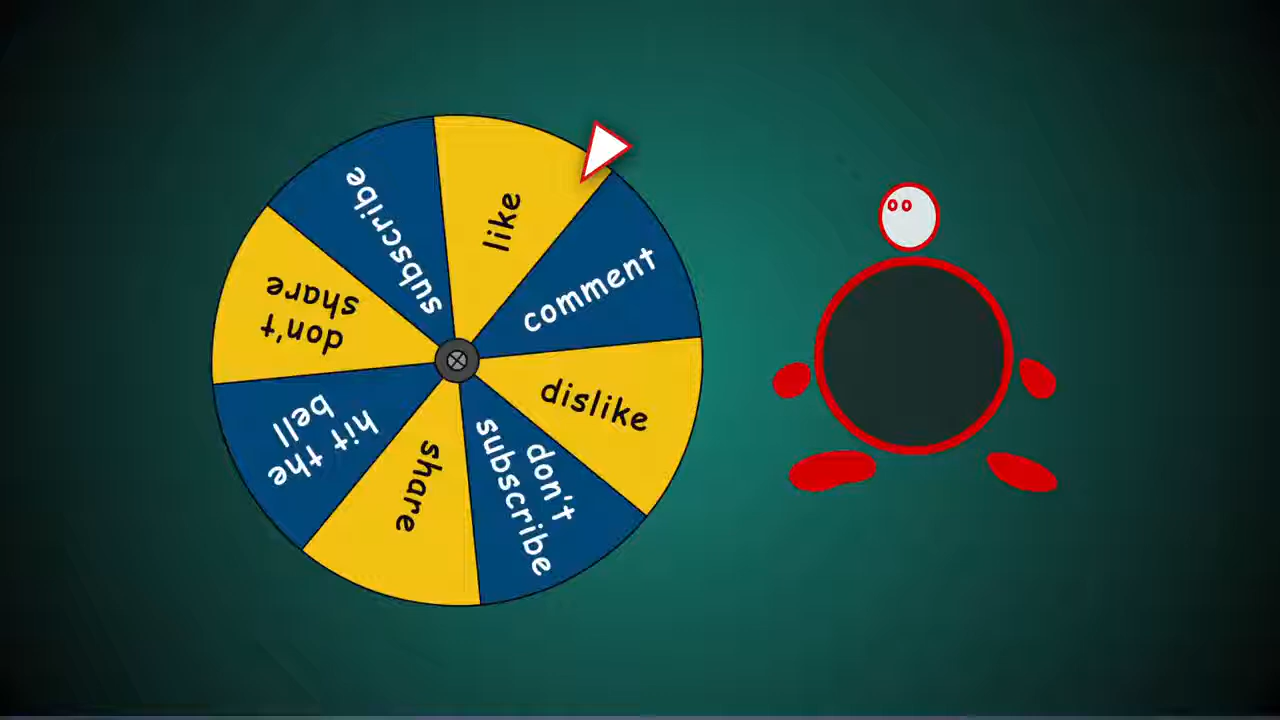 like
comment
dislike
don't
subscribe
share
hit the
bell
don't
share
subscribe